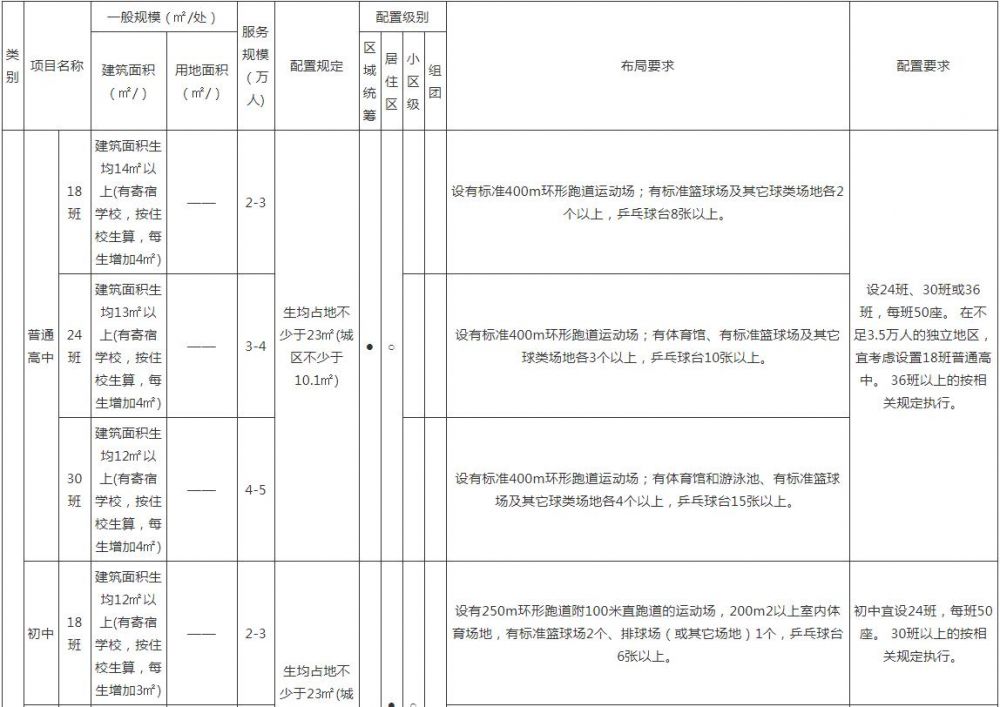 类
别
项目名称
一般规模（㎡/处）
建筑面积
（㎡/）
用地面积
（㎡/）
服务
规模
（万
人)
配置规定
配置级别
区
域
统
筹
居
住
区
小
区
级
组
团
布局要求
配置要求
普通
高中
18
班
建筑面积生
均14㎡以
上(有寄宿
学校，按住
校生算，每
生增加4㎡)
——
2-3
生均占地不
少于23㎡(城
区不少于
10.1㎡)
●
○
设有标准400m环形跑道运动场；有标准篮球场及其它球类场地各2
个以上，乒乓球台8张以上。
设24班、30班或36
班，每班50座。 在不
足3.5万人的独立地区，
宜考虑设置18班普通高
中。 36班以上的按相
关规定执行。
24
班
建筑面积生
均13㎡以
上(有寄宿
学校，按住
校生算，每
生增加4㎡)
——
3-4
设有标准400m环形跑道运动场；有体育馆、有标准篮球场及其它
球类场地各3个以上，乒乓球台10张以上。
30
班
建筑面积生
均12㎡以
上(有寄宿
学校，按住
校生算，每
生增加4㎡)
——
4-5
设有标准400m环形跑道运动场；有体育馆和游泳池、有标准篮球
场及其它球类场地各4个以上，乒乓球台15张以上。
初中
18
班
建筑面积生
均12㎡以
上(有寄宿
学校，按住
校生算，每
生增加3㎡)
——
2-3
生均占地不
少于23㎡(城
●
○
设有250m环形跑道附100米直跑道的运动场，200m2以上室内体
育场地，有标准篮球场2个、排球场（或其它场地）1个，乒乓球台
6张以上。
初中宜设24班，每班50
座。 30班以上的按相
关规定执行。